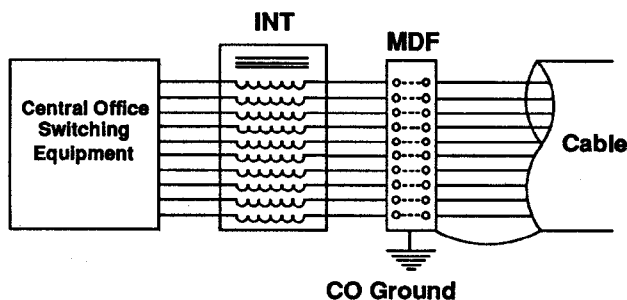 INT
MDF
Central Office
Switching
Equipment
Cable
CO Ground